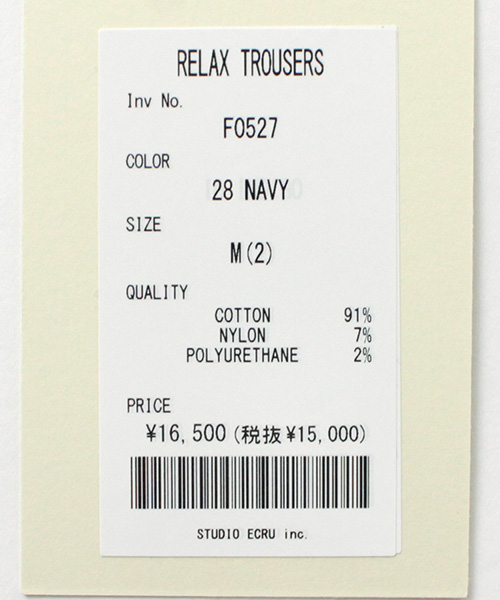 RELAX TROUSERS
Inv No.
F0527
COLOR
28 NAVY
SIZE
M(2)
QUALITY
COTTON 91%
NYLON 7%
POLYURETHANE 2%
PRICE
¥16,500(税抜¥15,000)
STUDIO ECRU inc.